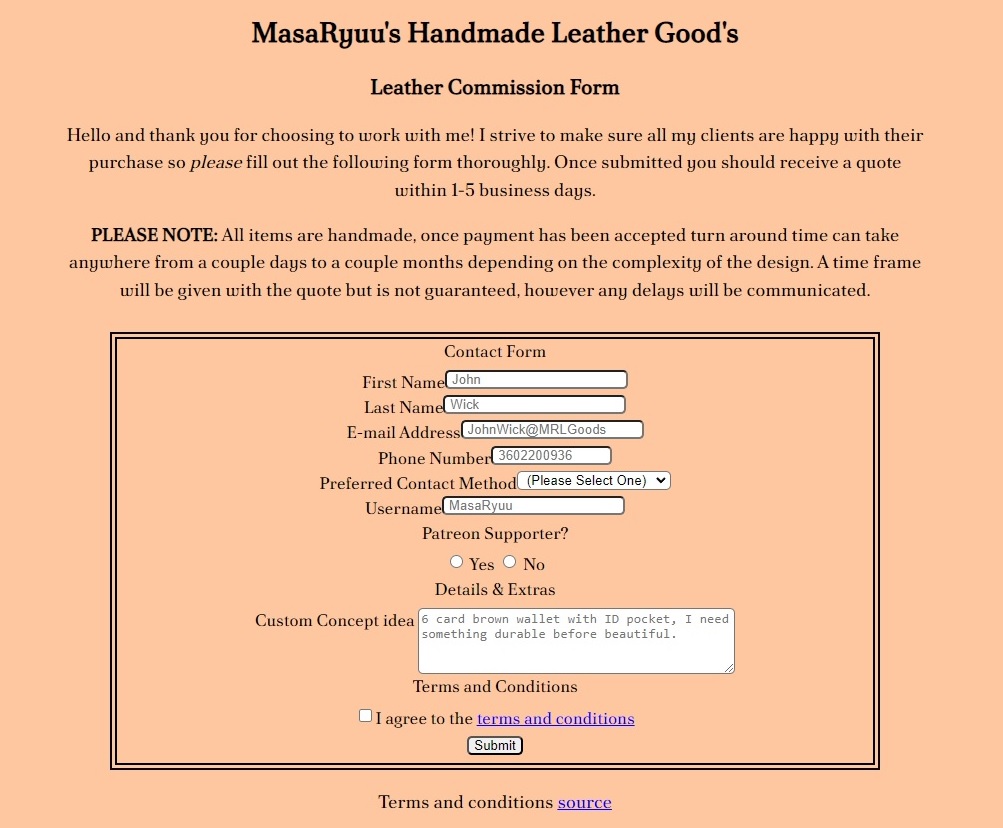 MasaRyuu's Handmade Leather Good's
Leather Commission Form
Hello and thank you for choosing to work with me! I strive to make sure all my clients are happy with their
purchase so please fill out the following form thoroughly. Once submitted you should receive a quote
within 1-5 business days.
PLEASE NOTE: All items are handmade, once payment has been accepted turn around time can take
anywhere from a couple days to a couple months depending on the complexity of the design. A time frame
will be given with the quote but is not guaranteed, however any delays will be communicated.
Contact Form
First Name John
Last Name Wick
E-mail Address JohnWick@MRLGoods
Phone Number 3602200936
Preferred Contact Method (Please Select One)
Username MasaRyuu
Patreon Supporter?
Yes No
Details & Extras
Custom Concept idea 6 card brown wallet with ID pocket, I need
something durable before beautiful.
Terms and Conditions
I agree to the terms and conditions
Submit
Terms and conditions source